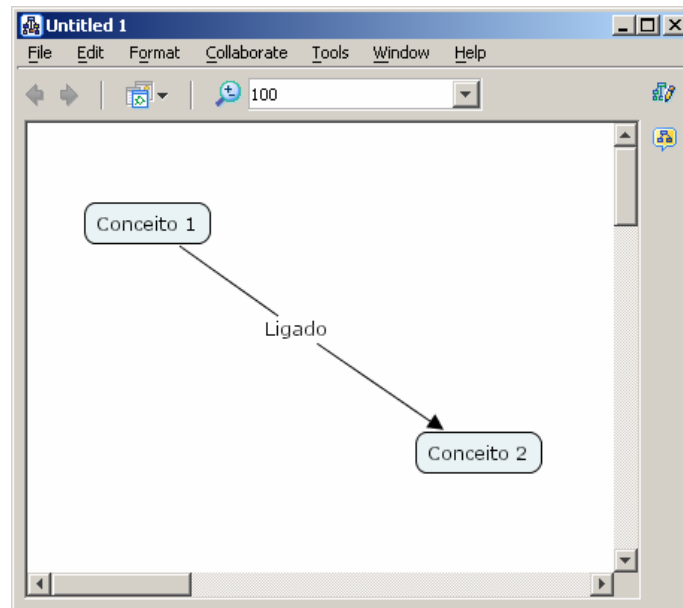 Untitled 1
File Edit Format Collaborate Tools Window Help
100
Conceito 1
Ligado
Conceito 2